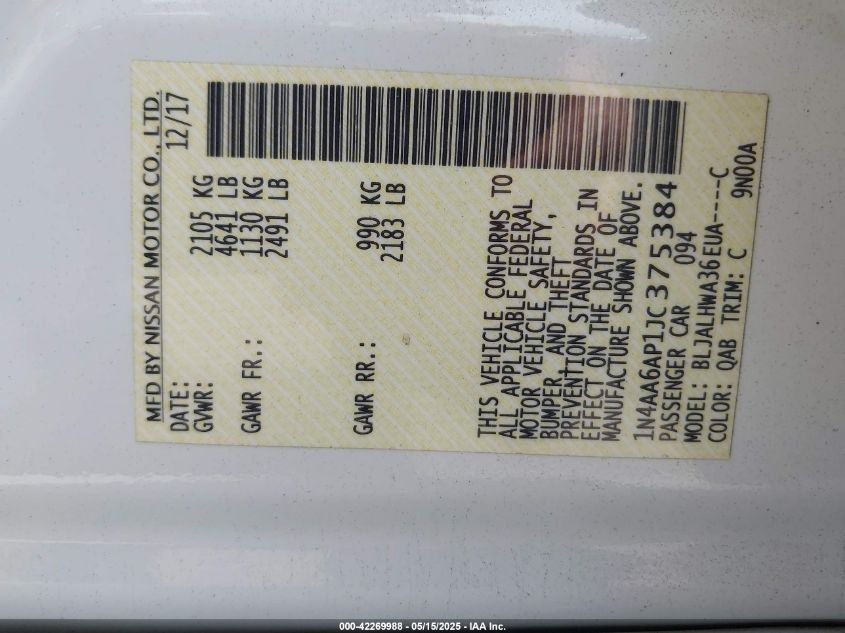 MFD BY NISSAN MOTOR CO., LTD.
DATE: 12/17
GVWR: 2105 KG
4641 LB
GAWR FR.: 1130 KG
2491 LB
GAWR RR.: 990 KG
2183 LB
THIS VEHICLE CONFORMS TO
ALL APPLICABLE FEDERAL
MOTOR VEHICLE SAFETY,
BUMPER, AND THEFT
PREVENTION STANDARDS IN
EFFECT ON THE DATE OF
MANUFACTURE SHOWN ABOVE.
1N4AA6AP1JC375384
PASSENGER CAR 094
MODEL: BLJALHWA36EUA----C
COLOR: QAB TRIM: C 9N00A
000-42269988 - 05/15/2025 - IAA Inc.